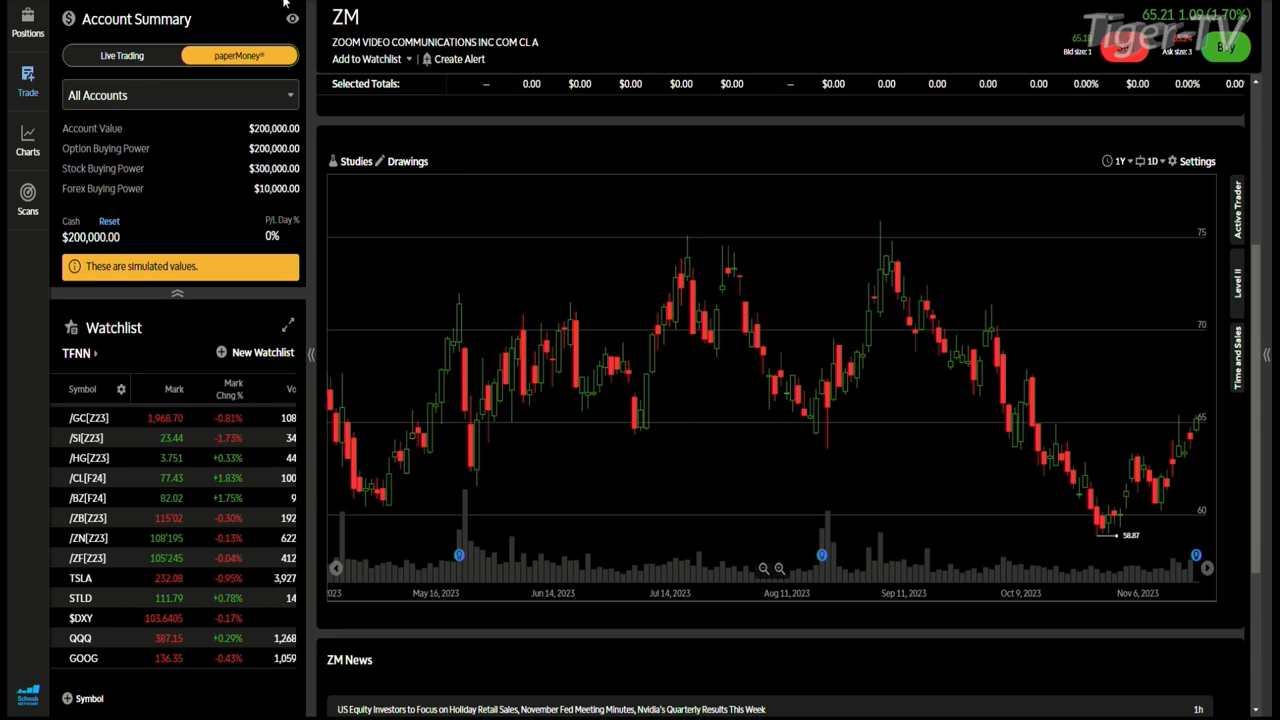 Positions
Trade
Charts
Scans
Schwab
NETWORK
Account Summary
Live Trading paperMoney®
All Accounts
Account Value $200,000.00
Option Buying Power $200,000.00
Stock Buying Power $300,000.00
Forex Buying Power $10,000.00
Cash Reset P/L Day %
$200,000.00 0%
These are simulated values.
Watchlist
TFNN New Watchlist
Symbol Mark Mark Chng % Vo
/GC[Z23] 1,968.70 -0.81% 108
/SI[Z23] 23.44 -1.73% 34
/HG[Z23] 3.751 +0.33% 44
/CL[F24] 77.43 +1.83% 100
/BZ[F24] 82.02 +1.75% 9
/ZB[Z23] 115'02 -0.30% 192
/ZN[Z23] 108'195 -0.13% 622
/ZF[Z23] 105'245 -0.04% 412
TSLA 232.08 -0.95% 3,927
STLD 111.79 +0.78% 14
$DXY 103.6405 -0.17%
QQQ 387.15 +0.29% 1,268
GOOG 136.35 -0.43% 1,059
Symbol
ZM
65.21 1.09 (1.70%)
Tiger-TV
ZOOM VIDEO COMMUNICATIONS INC COM CL A
Bid size: 1 Ask size: 3 Buy
Add to Watchlist Create Alert
Selected Totals: — 0.00 $0.00 $0.00 $0.00 $0.00 — 0.00 $0.00 0.00 0.00 0.00 0.00 0.00% $0.00 0.00% 0.00
Studies Drawings 1Y 1D Settings
75
70
65
60
58.87
2023 May 16, 2023 Jun 14, 2023 Jul 14, 2023 Aug 11, 2023 Sep 11, 2023 Oct 9, 2023 Nov 6, 2023
Active Trader
Level II
Time and Sales
ZM News
US Equity Investors to Focus on Holiday Retail Sales, November Fed Meeting Minutes, Nvidia's Quarterly Results This Week 1h